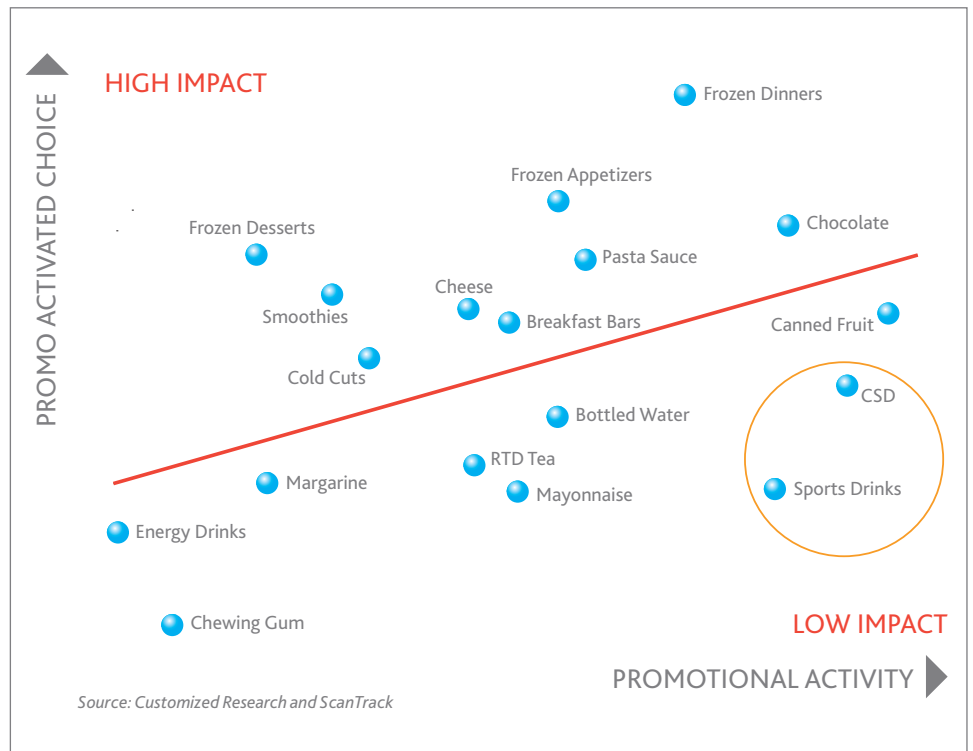 HIGH IMPACT
PROMO ACTIVATED CHOICE
Frozen Dinners
Frozen Appetizers
Chocolate
Frozen Desserts
Pasta Sauce
Cheese
Smoothies
Breakfast Bars
Canned Fruit
Cold Cuts
CSD
Bottled Water
RTD Tea
Margarine
Mayonnaise
Sports Drinks
Energy Drinks
Chewing Gum
LOW IMPACT
PROMOTIONAL ACTIVITY
Source: Customized Research and ScanTrack